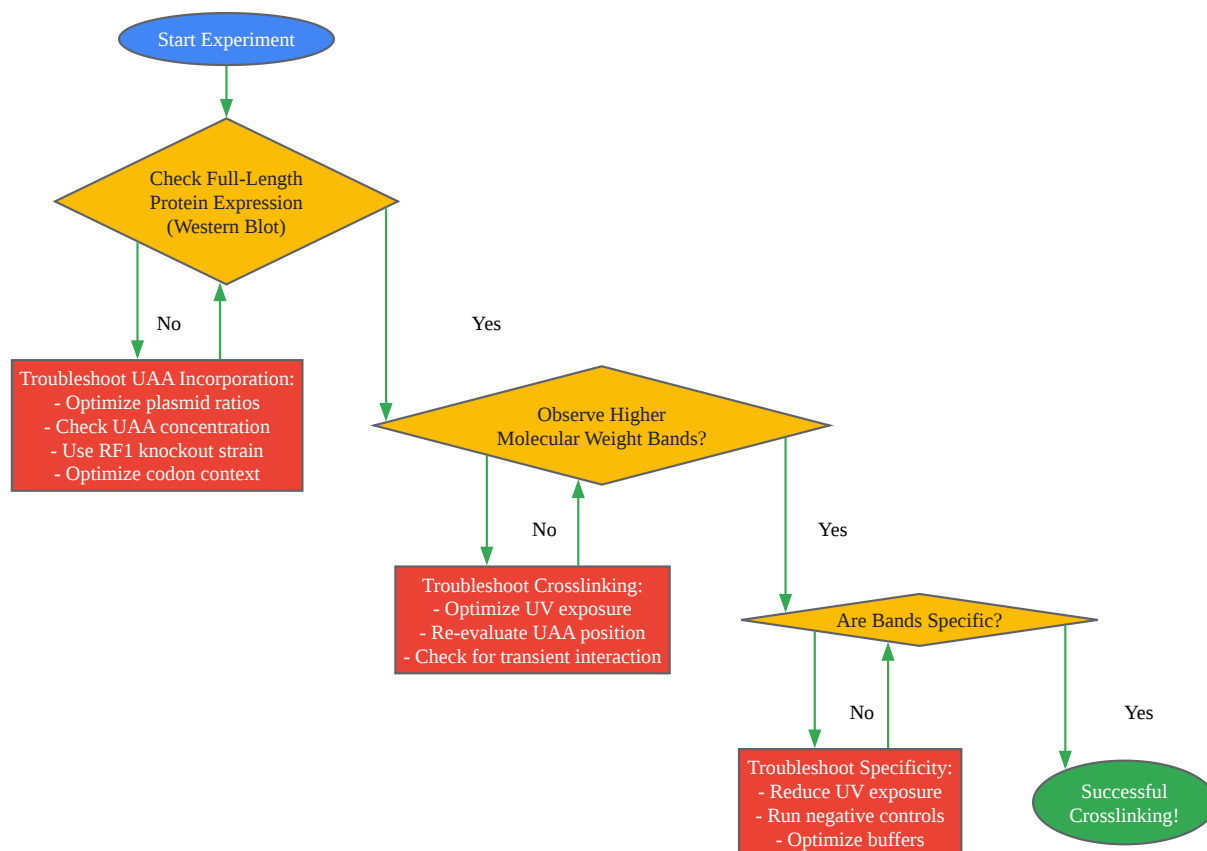 Start Experiment
Check Full-Length
Protein Expression
(Western Blot)
No
Yes
Troubleshoot UAA Incorporation:
- Optimize plasmid ratios
- Check UAA concentration
- Use RF1 knockout strain
- Optimize codon context
Observe Higher
Molecular Weight Bands?
No
Yes
Troubleshoot Crosslinking:
- Optimize UV exposure
- Re-evaluate UAA position
- Check for transient interaction
Are Bands Specific?
No
Yes
Troubleshoot Specificity:
- Reduce UV exposure
- Run negative controls
- Optimize buffers
Successful
Crosslinking!